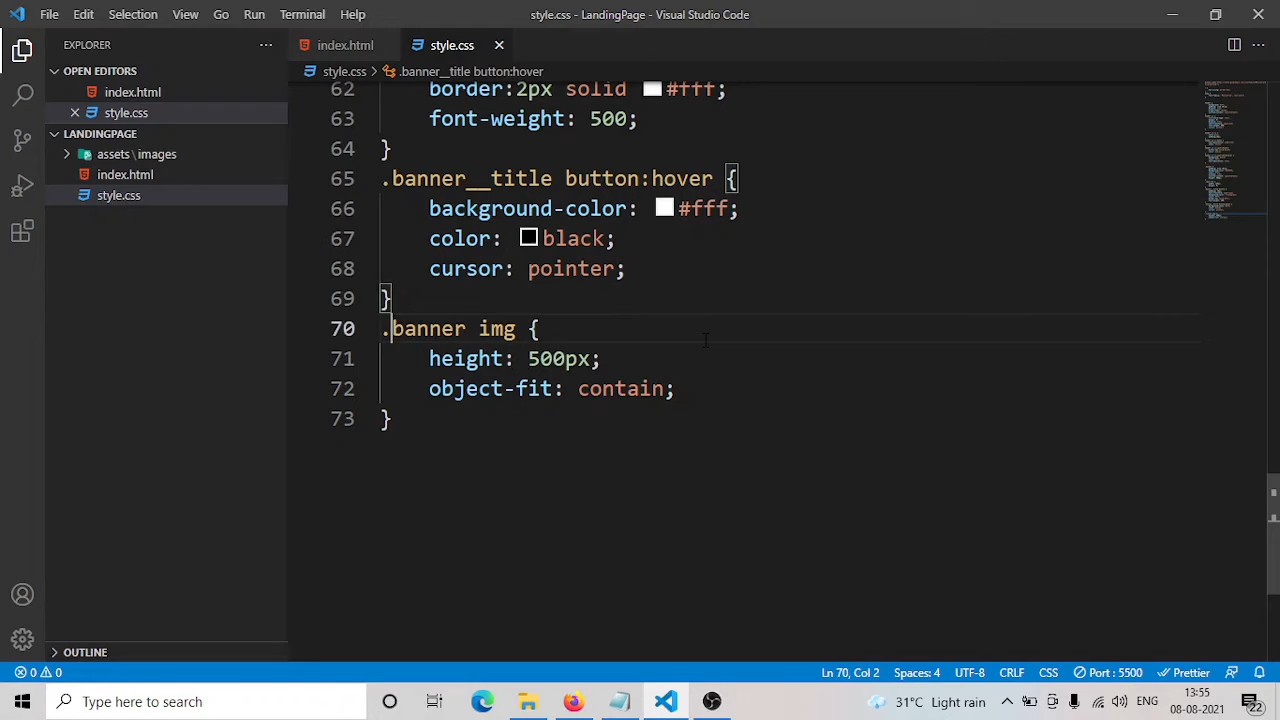 File Edit Selection View Go Run Terminal Help
style.css - LandingPage - Visual Studio Code
EXPLORER
OPEN EDITORS
index.html
style.css
LANDINGPAGE
assets\images
index.html
style.css
OUTLINE
index.html style.css
style.css > .banner__title button:hover
62 border:2px solid #fff;
63 font-weight: 500;
64 }
65 .banner__title button:hover {
66 background-color: #fff;
67 color: black;
68 cursor: pointer;
69 }
70 .banner img {
71 height: 500px;
72 object-fit: contain;
73 }
0 0 Ln 70, Col 2 Spaces: 4 UTF-8 CRLF CSS Port : 5500 Prettier
Type here to search
31°C Light rain
ENG
13:55
08-08-2021
22